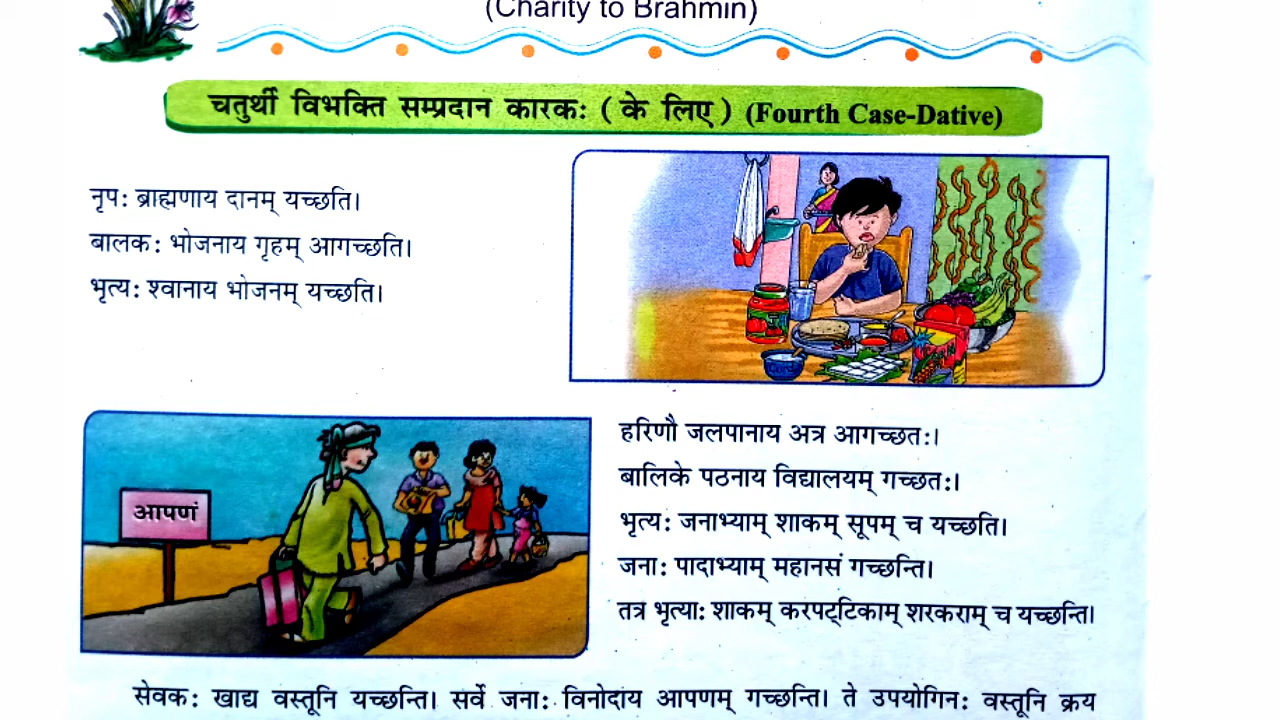 (Charity to Brahmin)
चतुर्थी विभक्ति सम्प्रदान कारकः ( के लिए ) (Fourth Case-Dative)
नृपः ब्राह्मणाय दानम् यच्छति।
बालकः भोजनाय गृहम् आगच्छति।
भृत्यः श्वानाय भोजनम् यच्छति।
हरिणौ जलपानाय अत्र आगच्छतः।
बालिके पठनाय विद्यालयम् गच्छतः।
भृत्यः जनाभ्याम् शाकम् सूपम् च यच्छति।
जनाः पादाभ्याम् महानसं गच्छन्ति।
तत्र भृत्याः शाकम् करपट्टिकाम् शरकराम् च यच्छन्ति।
आपणं
सेवकः खाद्य वस्तूनि यच्छन्ति। सर्वे जनाः विनोदाय आपणम् गच्छन्ति। ते उपयोगिनः वस्तूनि क्रय